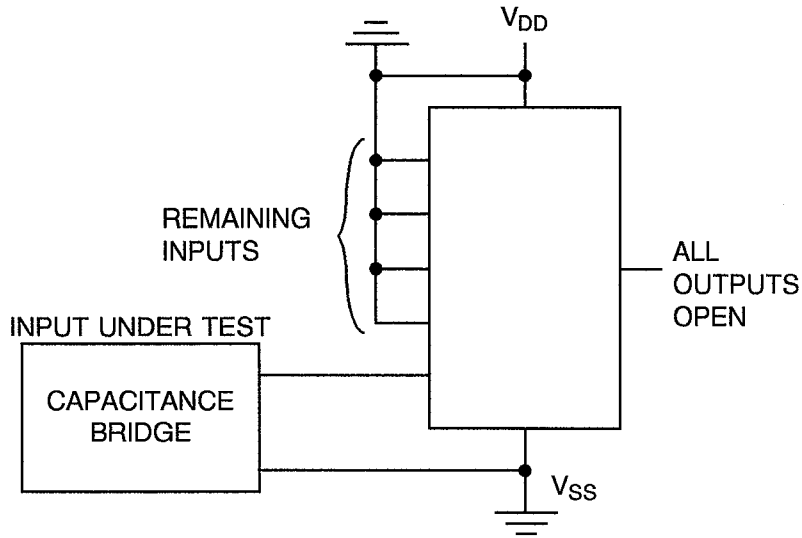 VDD
REMAINING
INPUTS
ALL
OUTPUTS
OPEN
INPUT UNDER TEST
CAPACITANCE
BRIDGE
VSS